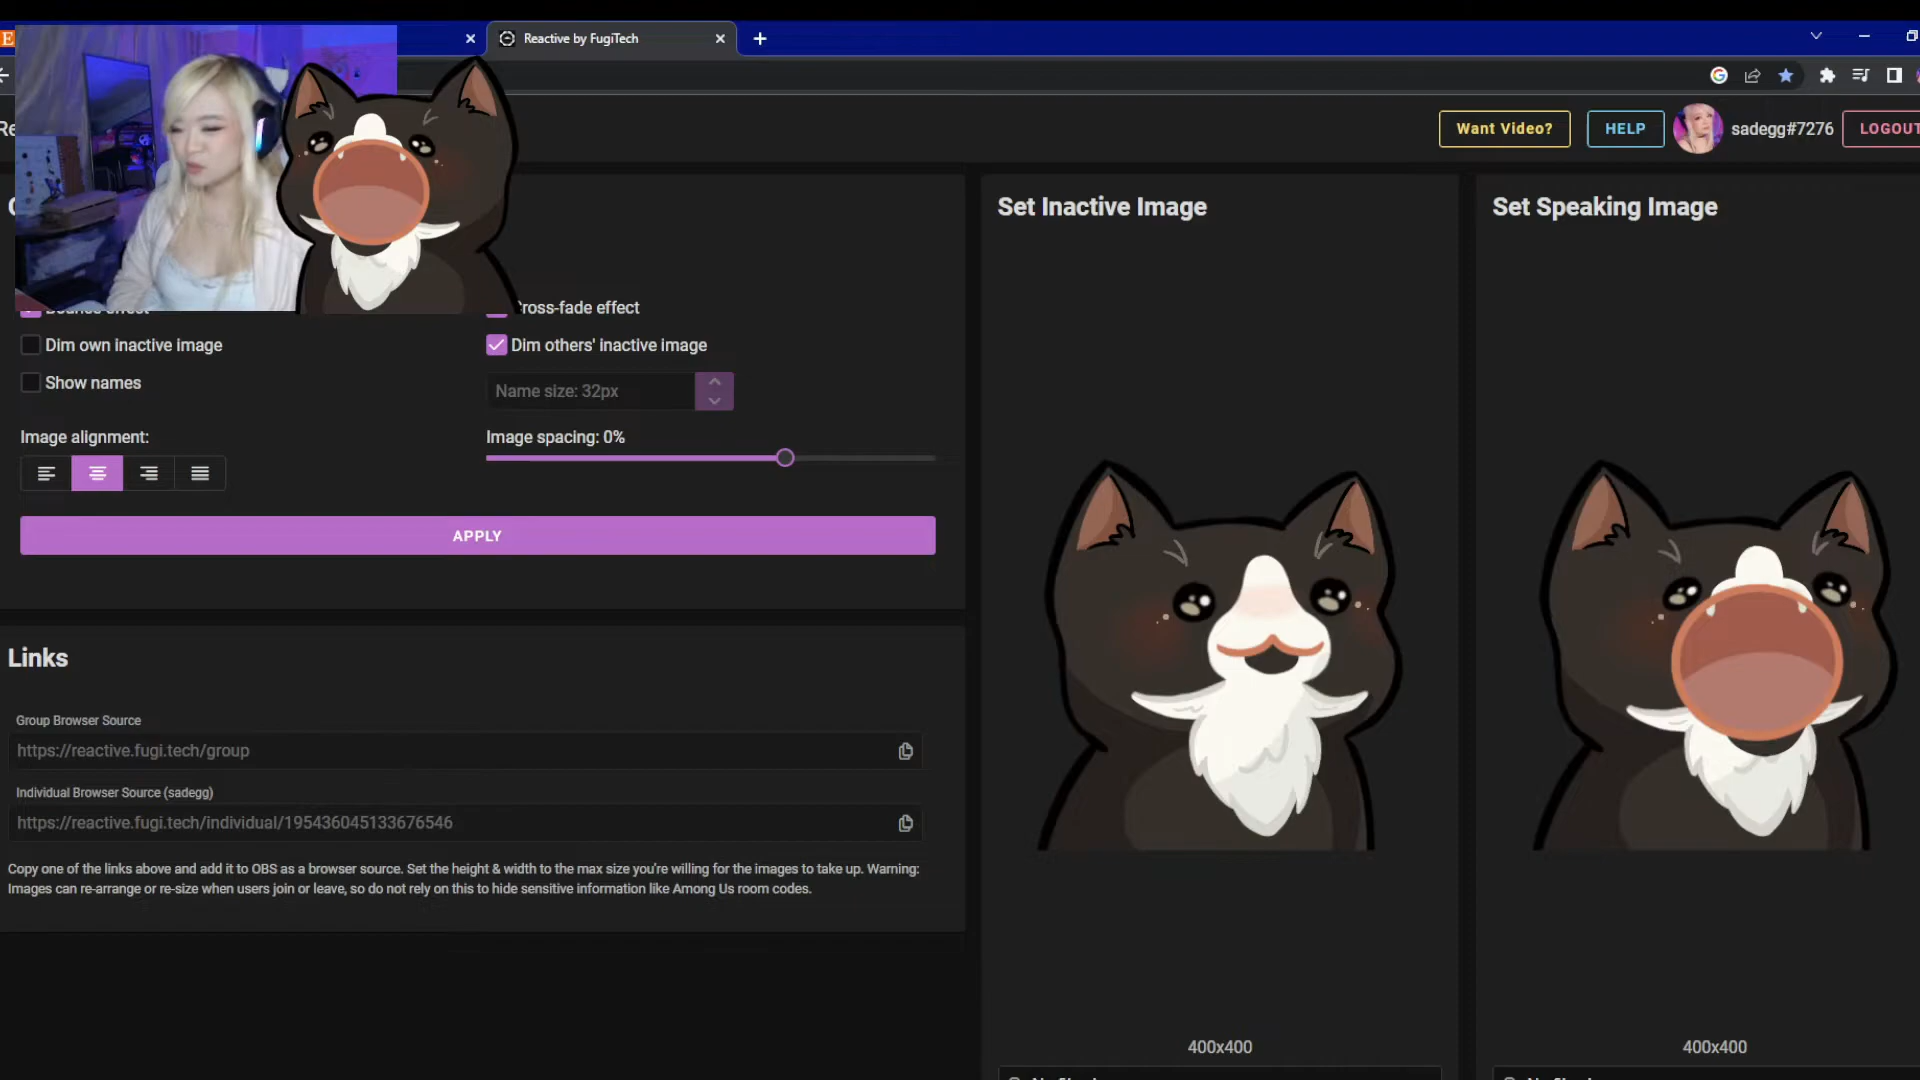 E
Reactive by FugiTech
Re
Want Video?
HELP
sadegg#7276
LOGOUT
Set Inactive Image
Set Speaking Image
Bounce effect
Cross-fade effect
Dim own inactive image
Dim others' inactive image
Show names
Name size: 32px
Image alignment:
Image spacing: 0%
APPLY
Links
Group Browser Source
https://reactive.fugi.tech/group
Individual Browser Source (sadegg)
https://reactive.fugi.tech/individual/195436045133676546
Copy one of the links above and add it to OBS as a browser source. Set the height & width to the max size you're willing for the images to take up. Warning:
Images can re-arrange or re-size when users join or leave, so do not rely on this to hide sensitive information like Among Us room codes.
400x400
400x400